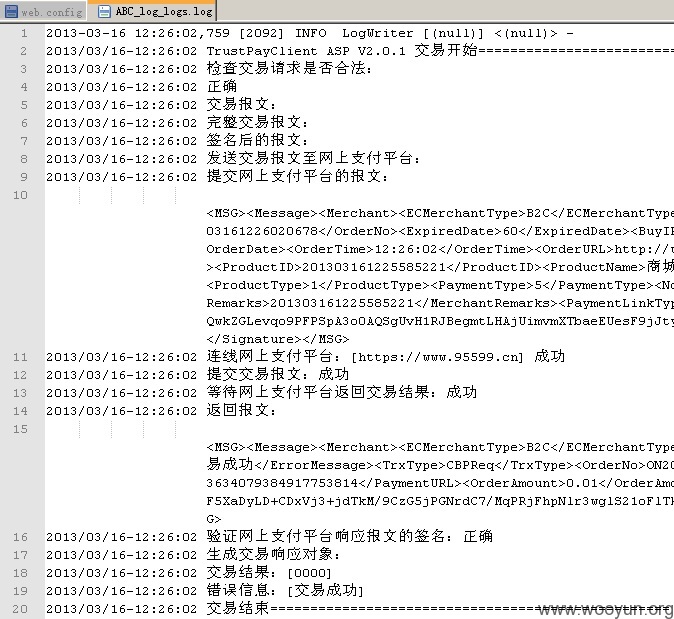 web.config ABC_log_logs.log
1 2013-03-16 12:26:02,759 [2092] INFO LogWriter [(null)] <(null)> -
2 2013/03/16-12:26:02 TrustPayClient ASP V2.0.1 交易开始==========================
3 2013/03/16-12:26:02 检查交易请求是否合法:
4 2013/03/16-12:26:02 正确
5 2013/03/16-12:26:02 交易报文:
6 2013/03/16-12:26:02 完整交易报文:
7 2013/03/16-12:26:02 签名后的报文:
8 2013/03/16-12:26:02 发送交易报文至网上支付平台:
9 2013/03/16-12:26:02 提交网上支付平台的报文:
10
<MSG><Message><Merchant><ECMerchantType>B2C</ECMerchantType
03161226020678</OrderNo><ExpiredDate>60</ExpiredDate><BuyIP
OrderDate><OrderTime>12:26:02</OrderTime><OrderURL>http://w
><ProductID>201303161225585221</ProductID><ProductName>商城
<ProductType>1</ProductType><PaymentType>5</PaymentType><No
Remarks>201303161225585221</MerchantRemarks><PaymentLinkTyp
QwkZGLevqo9PFPSpA3oOAQSgUvH1RJBegmtLHAjUimvmXTbaeEUesF9jJty
</Signature></MSG>
11 2013/03/16-12:26:02 连线网上支付平台: [https://www.95599.cn] 成功
12 2013/03/16-12:26:02 提交交易报文: 成功
13 2013/03/16-12:26:02 等待网上支付平台返回交易结果: 成功
14 2013/03/16-12:26:02 返回报文:
15
<MSG><Message><Merchant><ECMerchantType>B2C</ECMerchantType
易成功</ErrorMessage><TrxType>CBPReq</TrxType><OrderNo>ON20
3634079384917753814</PaymentURL><OrderAmount>0.01</OrderAmo
F5XaDyLD+CDxVj3+jdTkM/9CzG5jPGNrdC7/MqPRjFhpNlr3wglS21oFlTk
G>
16 2013/03/16-12:26:02 验证网上支付平台响应报文的签名: 正确
17 2013/03/16-12:26:02 生成交易响应对象:
18 2013/03/16-12:26:02 交易结果: [0000]
19 2013/03/16-12:26:02 错误信息: [交易成功]
20 2013/03/16-12:26:02 交易结束==================================================
www.wooyun.org